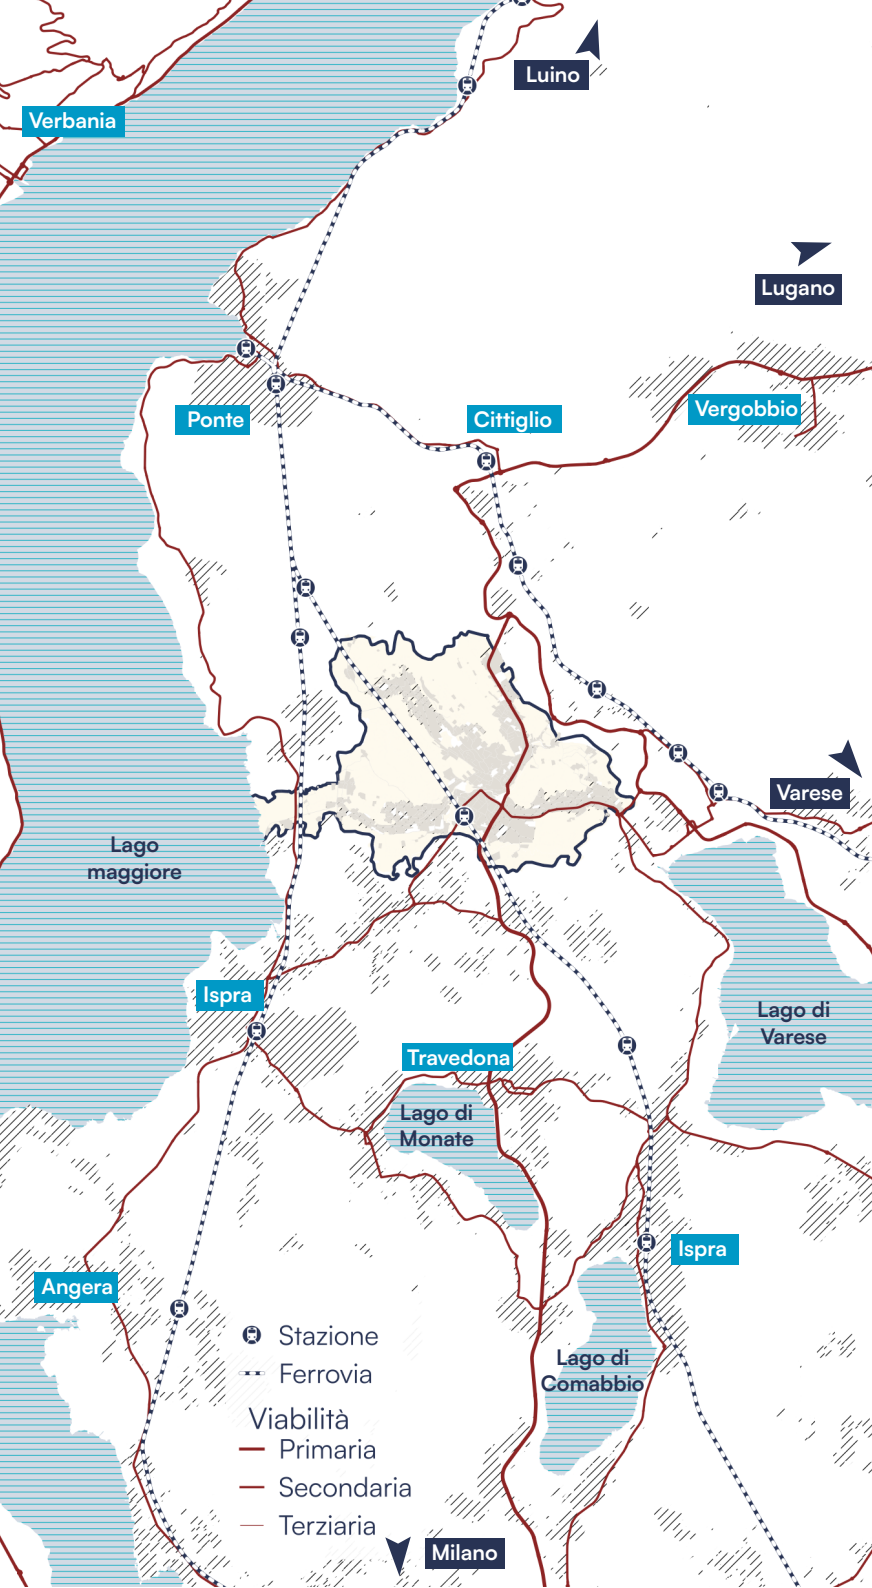 Luino
Verbania
Lugano
Vergobbio
Ponte
Cittiglio
Varese
Lago
maggiore
Ispra
Lago di
Varese
Travedona
Lago di
Monate
Ispra
Angera
Stazione
Lago di
Comabbio
Ferrovia
Viabilità
Primaria
Secondaria
Terziaria
Milano